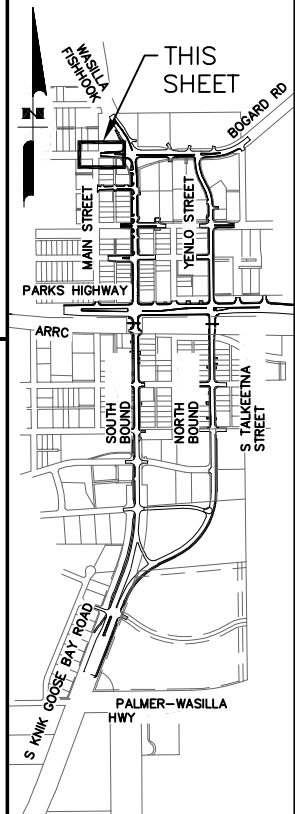 WASILLA
FISHHOOK
THIS
SHEET
BOGARD RD
N
MAIN STREET
YENLO STREET
PARKS HIGHWAY
ARRC
SOUTH
BOUND
NORTH
BOUND
S TALKEETNA
STREET
S KNIK GOOSE BAY ROAD
PALMER-WASILLA
HWY